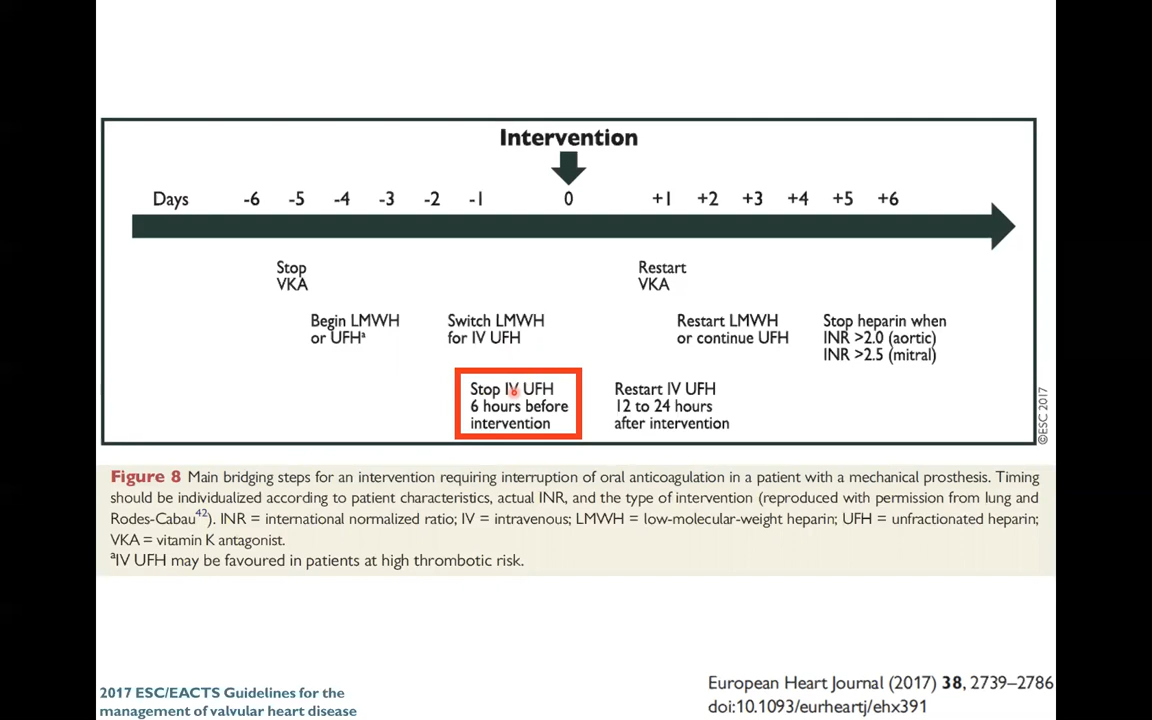 Intervention
Days -6 -5 -4 -3 -2 -1 0 +1 +2 +3 +4 +5 +6
Stop
VKA
Restart
VKA
Begin LMWH
or UFHᵃ
Switch LMWH
for IV UFH
Restart LMWH
or continue UFH
Stop heparin when
INR >2.0 (aortic)
INR >2.5 (mitral)
Stop IV UFH
6 hours before
intervention
Restart IV UFH
12 to 24 hours
after intervention
©ESC 2017
Figure 8 Main bridging steps for an intervention requiring interruption of oral anticoagulation in a patient with a mechanical prosthesis. Timing
should be individualized according to patient characteristics, actual INR, and the type of intervention (reproduced with permission from Iung and
Rodes-Cabau⁴²). INR = international normalized ratio; IV = intravenous; LMWH = low-molecular-weight heparin; UFH = unfractionated heparin;
VKA = vitamin K antagonist.
ᵃIV UFH may be favoured in patients at high thrombotic risk.
2017 ESC/EACTS Guidelines for the
management of valvular heart disease
European Heart Journal (2017) 38, 2739–2786
doi:10.1093/eurheartj/ehx391